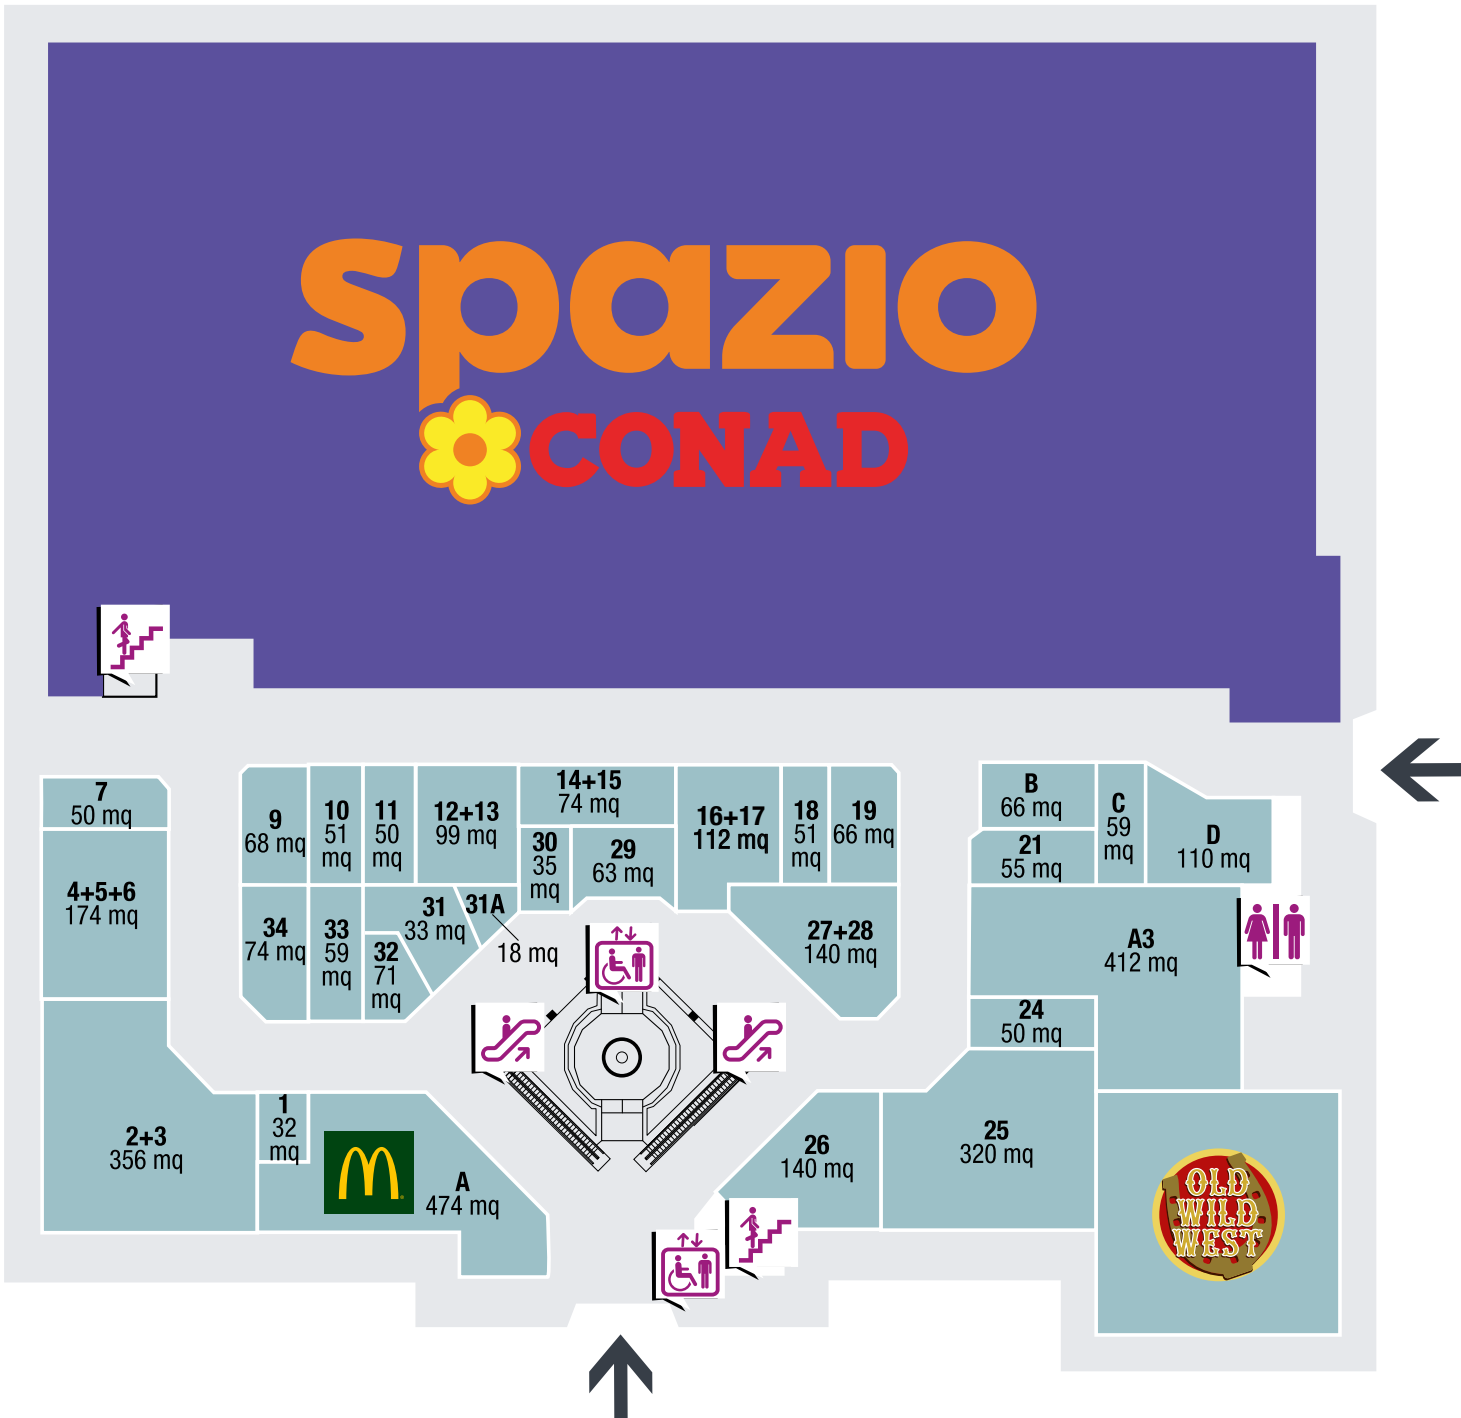 spazio
CONAD
7
50 mq
4+5+6
174 mq
2+3
356 mq
9
68 mq
10
51
mq
11
50
mq
12+13
99 mq
14+15
74 mq
30
35
mq
29
63 mq
16+17
112 mq
18
51
mq
19
66 mq
34
74 mq
33
59
mq
31
33 mq
31A
18 mq
32
71
mq
27+28
140 mq
B
66 mq
C
59
mq
D
110 mq
21
55 mq
A3
412 mq
24
50 mq
1
32
mq
A
474 mq
26
140 mq
25
320 mq
OLD
WILD
WEST